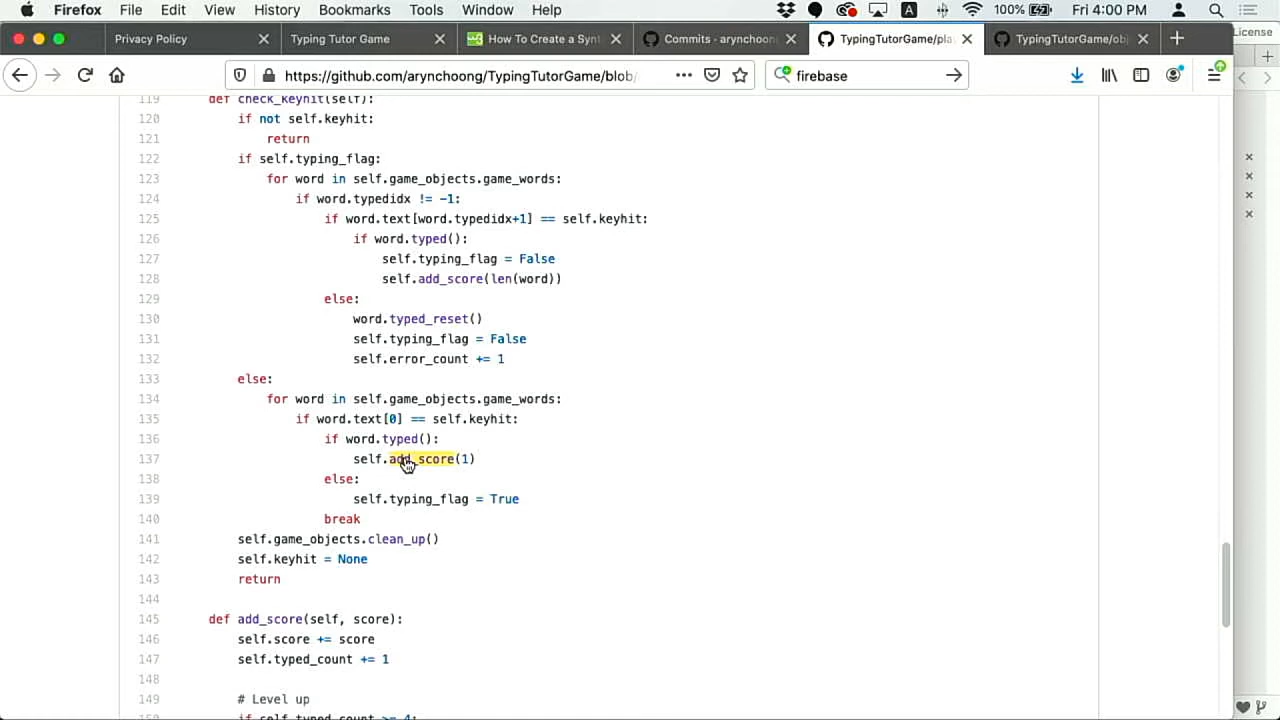 Firefox File Edit View History Bookmarks Tools Window Help 100% Fri 4:00 PM
Privacy Policy Typing Tutor Game How To Create a Synt Commits - arynchoong TypingTutorGame/pla TypingTutorGame/obj License
https://github.com/arynchoong/TypingTutorGame/blob/ firebase
119 def check_keyhit(self):
120 if not self.keyhit:
121 return
122 if self.typing_flag:
123 for word in self.game_objects.game_words:
124 if word.typedidx != -1:
125 if word.text[word.typedidx+1] == self.keyhit:
126 if word.typed():
127 self.typing_flag = False
128 self.add_score(len(word))
129 else:
130 word.typed_reset()
131 self.typing_flag = False
132 self.error_count += 1
133 else:
134 for word in self.game_objects.game_words:
135 if word.text[0] == self.keyhit:
136 if word.typed():
137 self.add_score(1)
138 else:
139 self.typing_flag = True
140 break
141 self.game_objects.clean_up()
142 self.keyhit = None
143 return
144
145 def add_score(self, score):
146 self.score += score
147 self.typed_count += 1
148
149 # Level up
150 if self.typed_count >= 4: